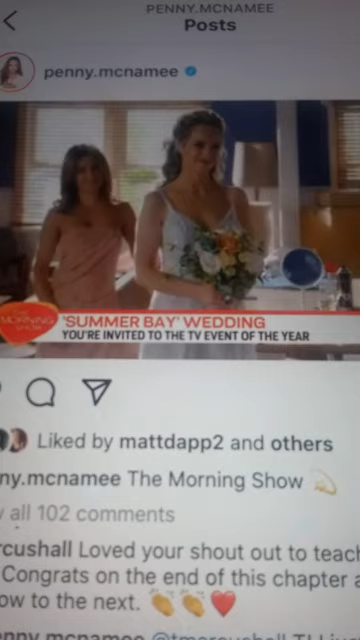 PENNY.MCNAMEE
Posts
penny.mcnamee
THE
MORNING
SHOW
'SUMMER BAY' WEDDING
YOU'RE INVITED TO THE TV EVENT OF THE YEAR
Liked by mattdapp2 and others
ny.mcnamee The Morning Show 💫
all 102 comments
rcushall Loved your shout out to teach
Congrats on the end of this chapter a
ow to the next. 👏👏❤️